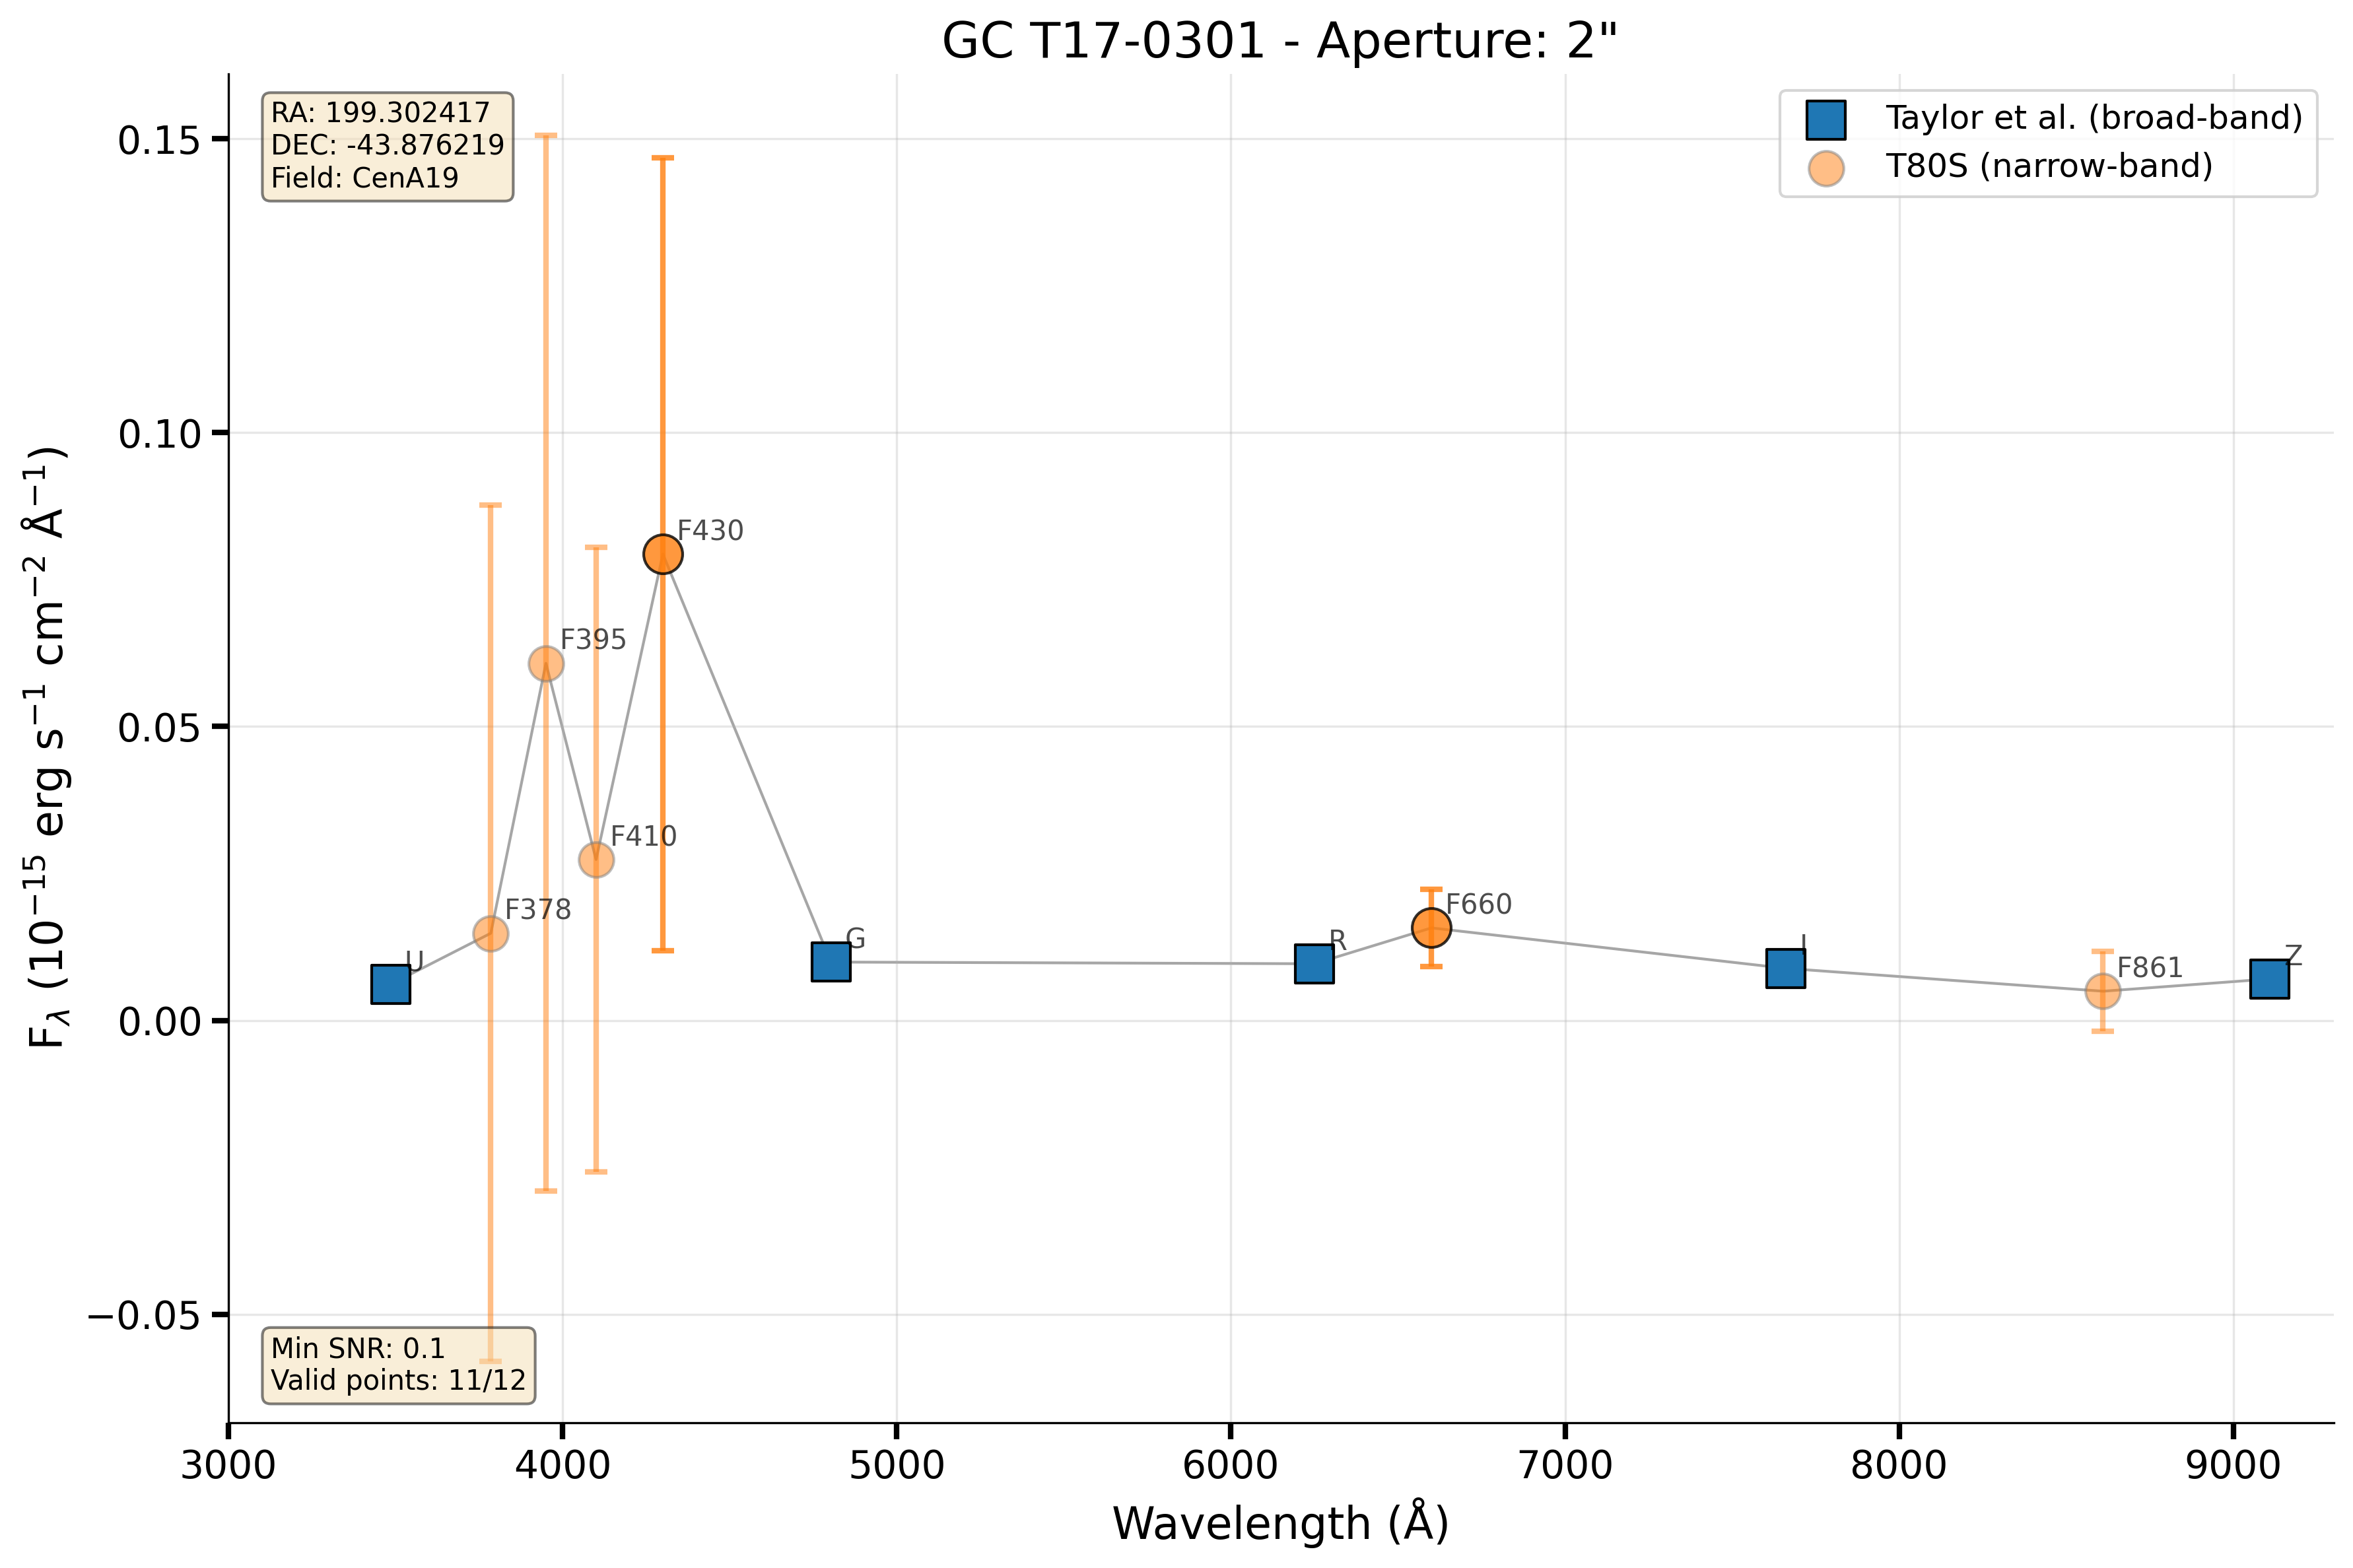 GC T17-0301 - Aperture: 2"
RA: 199.302417
DEC: -43.876219
Field: CenA19
Taylor et al. (broad-band)
T80S (narrow-band)
0.15
0.10
0.05
0.00
−0.05
F_λ (10⁻¹⁵ erg s⁻¹ cm⁻² Å⁻¹)
U
F378
F395
F410
F430
G
R
F660
I
F861
Z
Min SNR: 0.1
Valid points: 11/12
3000 4000 5000 6000 7000 8000 9000
Wavelength (Å)